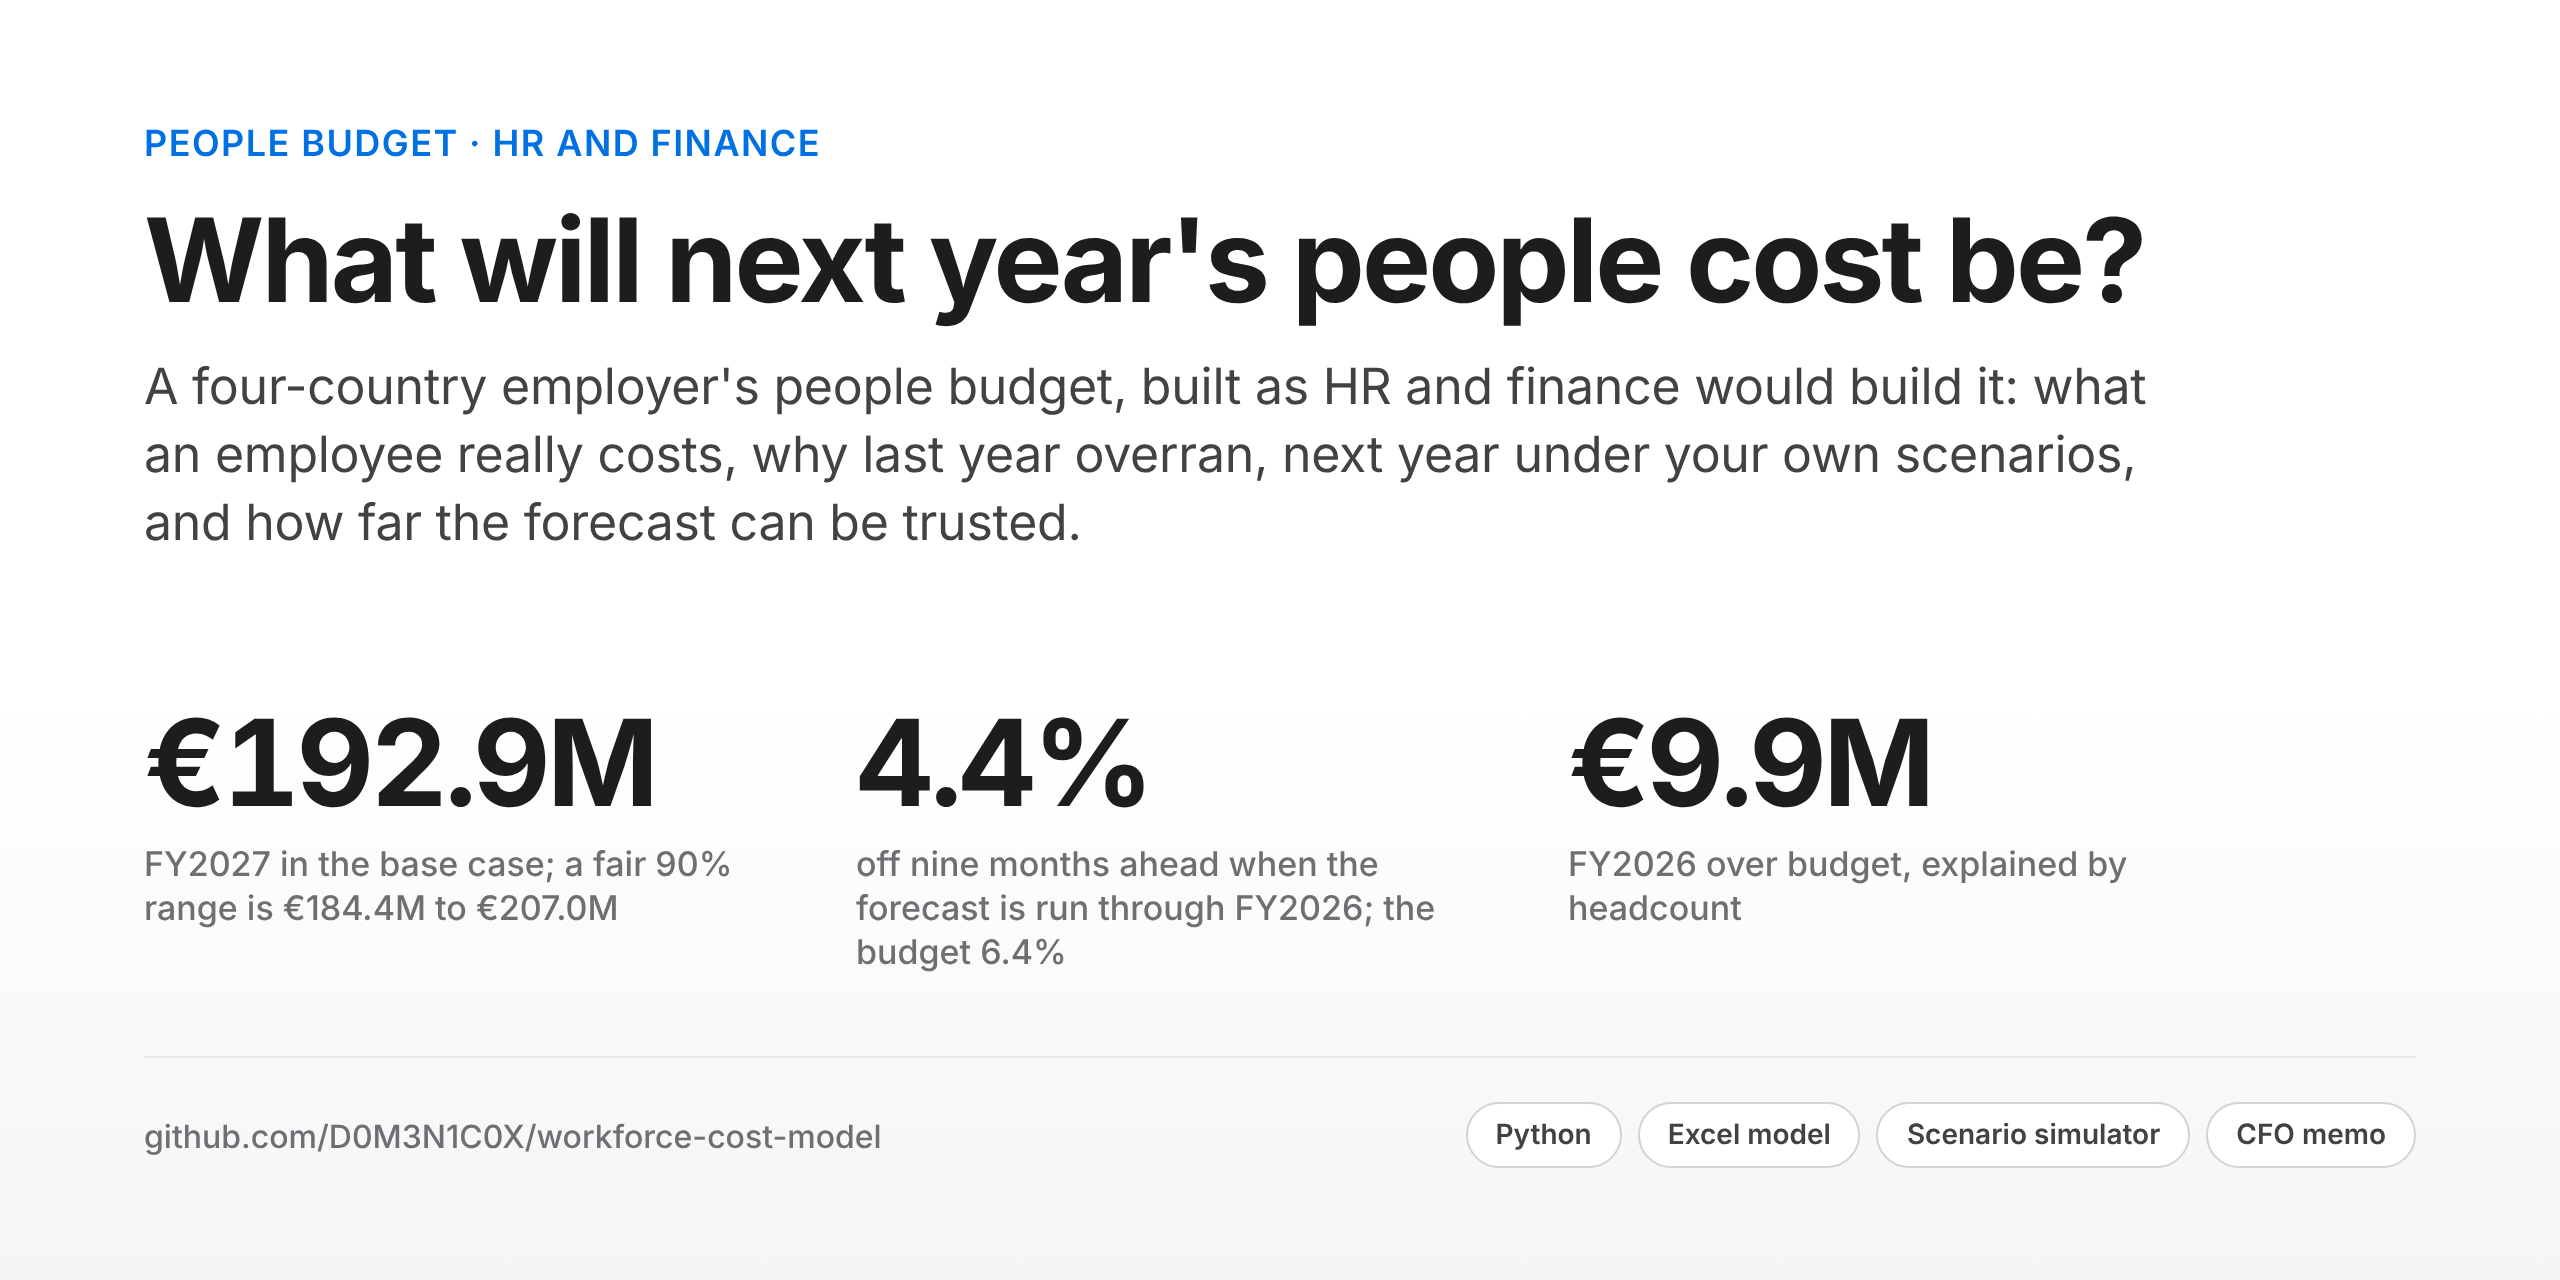 PEOPLE BUDGET · HR AND FINANCE
What will next year's people cost be?
A four-country employer's people budget, built as HR and finance would build it: what
an employee really costs, why last year overran, next year under your own scenarios,
and how far the forecast can be trusted.
€192.9M
FY2027 in the base case; a fair 90%
range is €184.4M to €207.0M
4.4%
off nine months ahead when the
forecast is run through FY2026; the
budget 6.4%
€9.9M
FY2026 over budget, explained by
headcount
github.com/D0M3N1C0X/workforce-cost-model
Python
Excel model
Scenario simulator
CFO memo